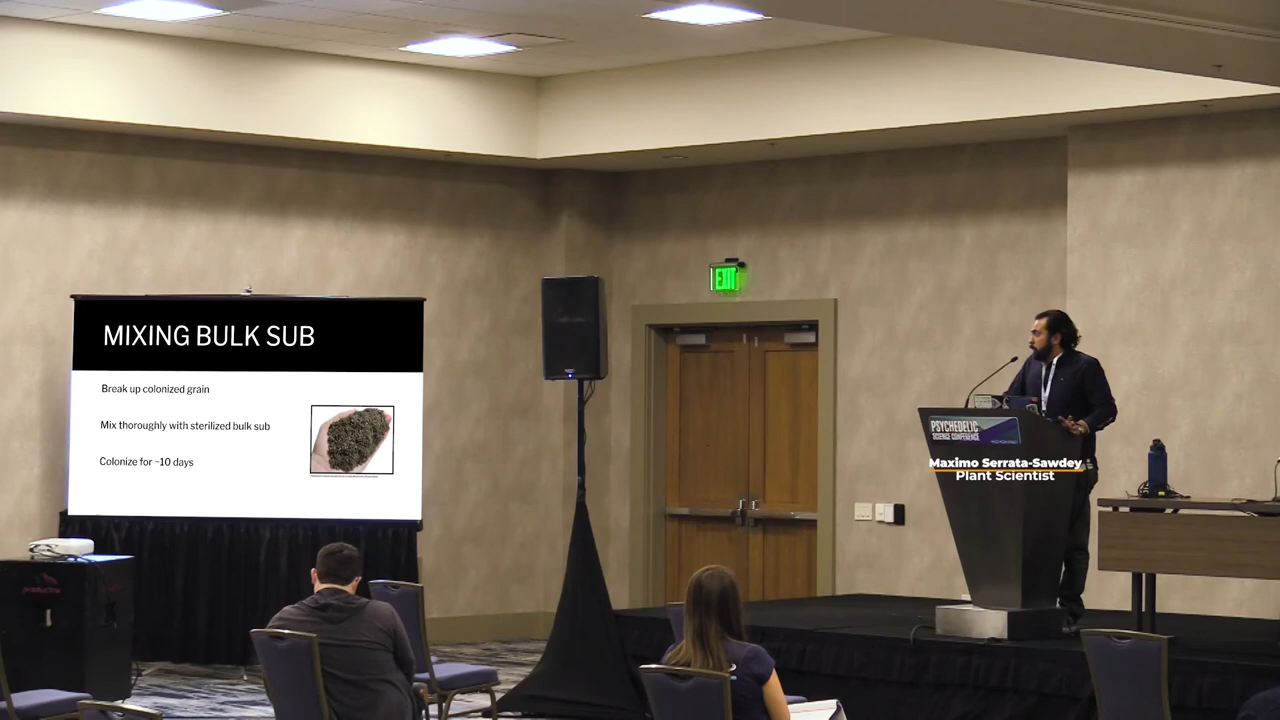 MIXING BULK SUB
Break up colonized grain
Mix thoroughly with sterilized bulk sub
Colonize for ~10 days
EXIT
PSYCHEDELIC
SCIENCE CONFERENCE
Maximo Serrata-Sawdey
Plant Scientist